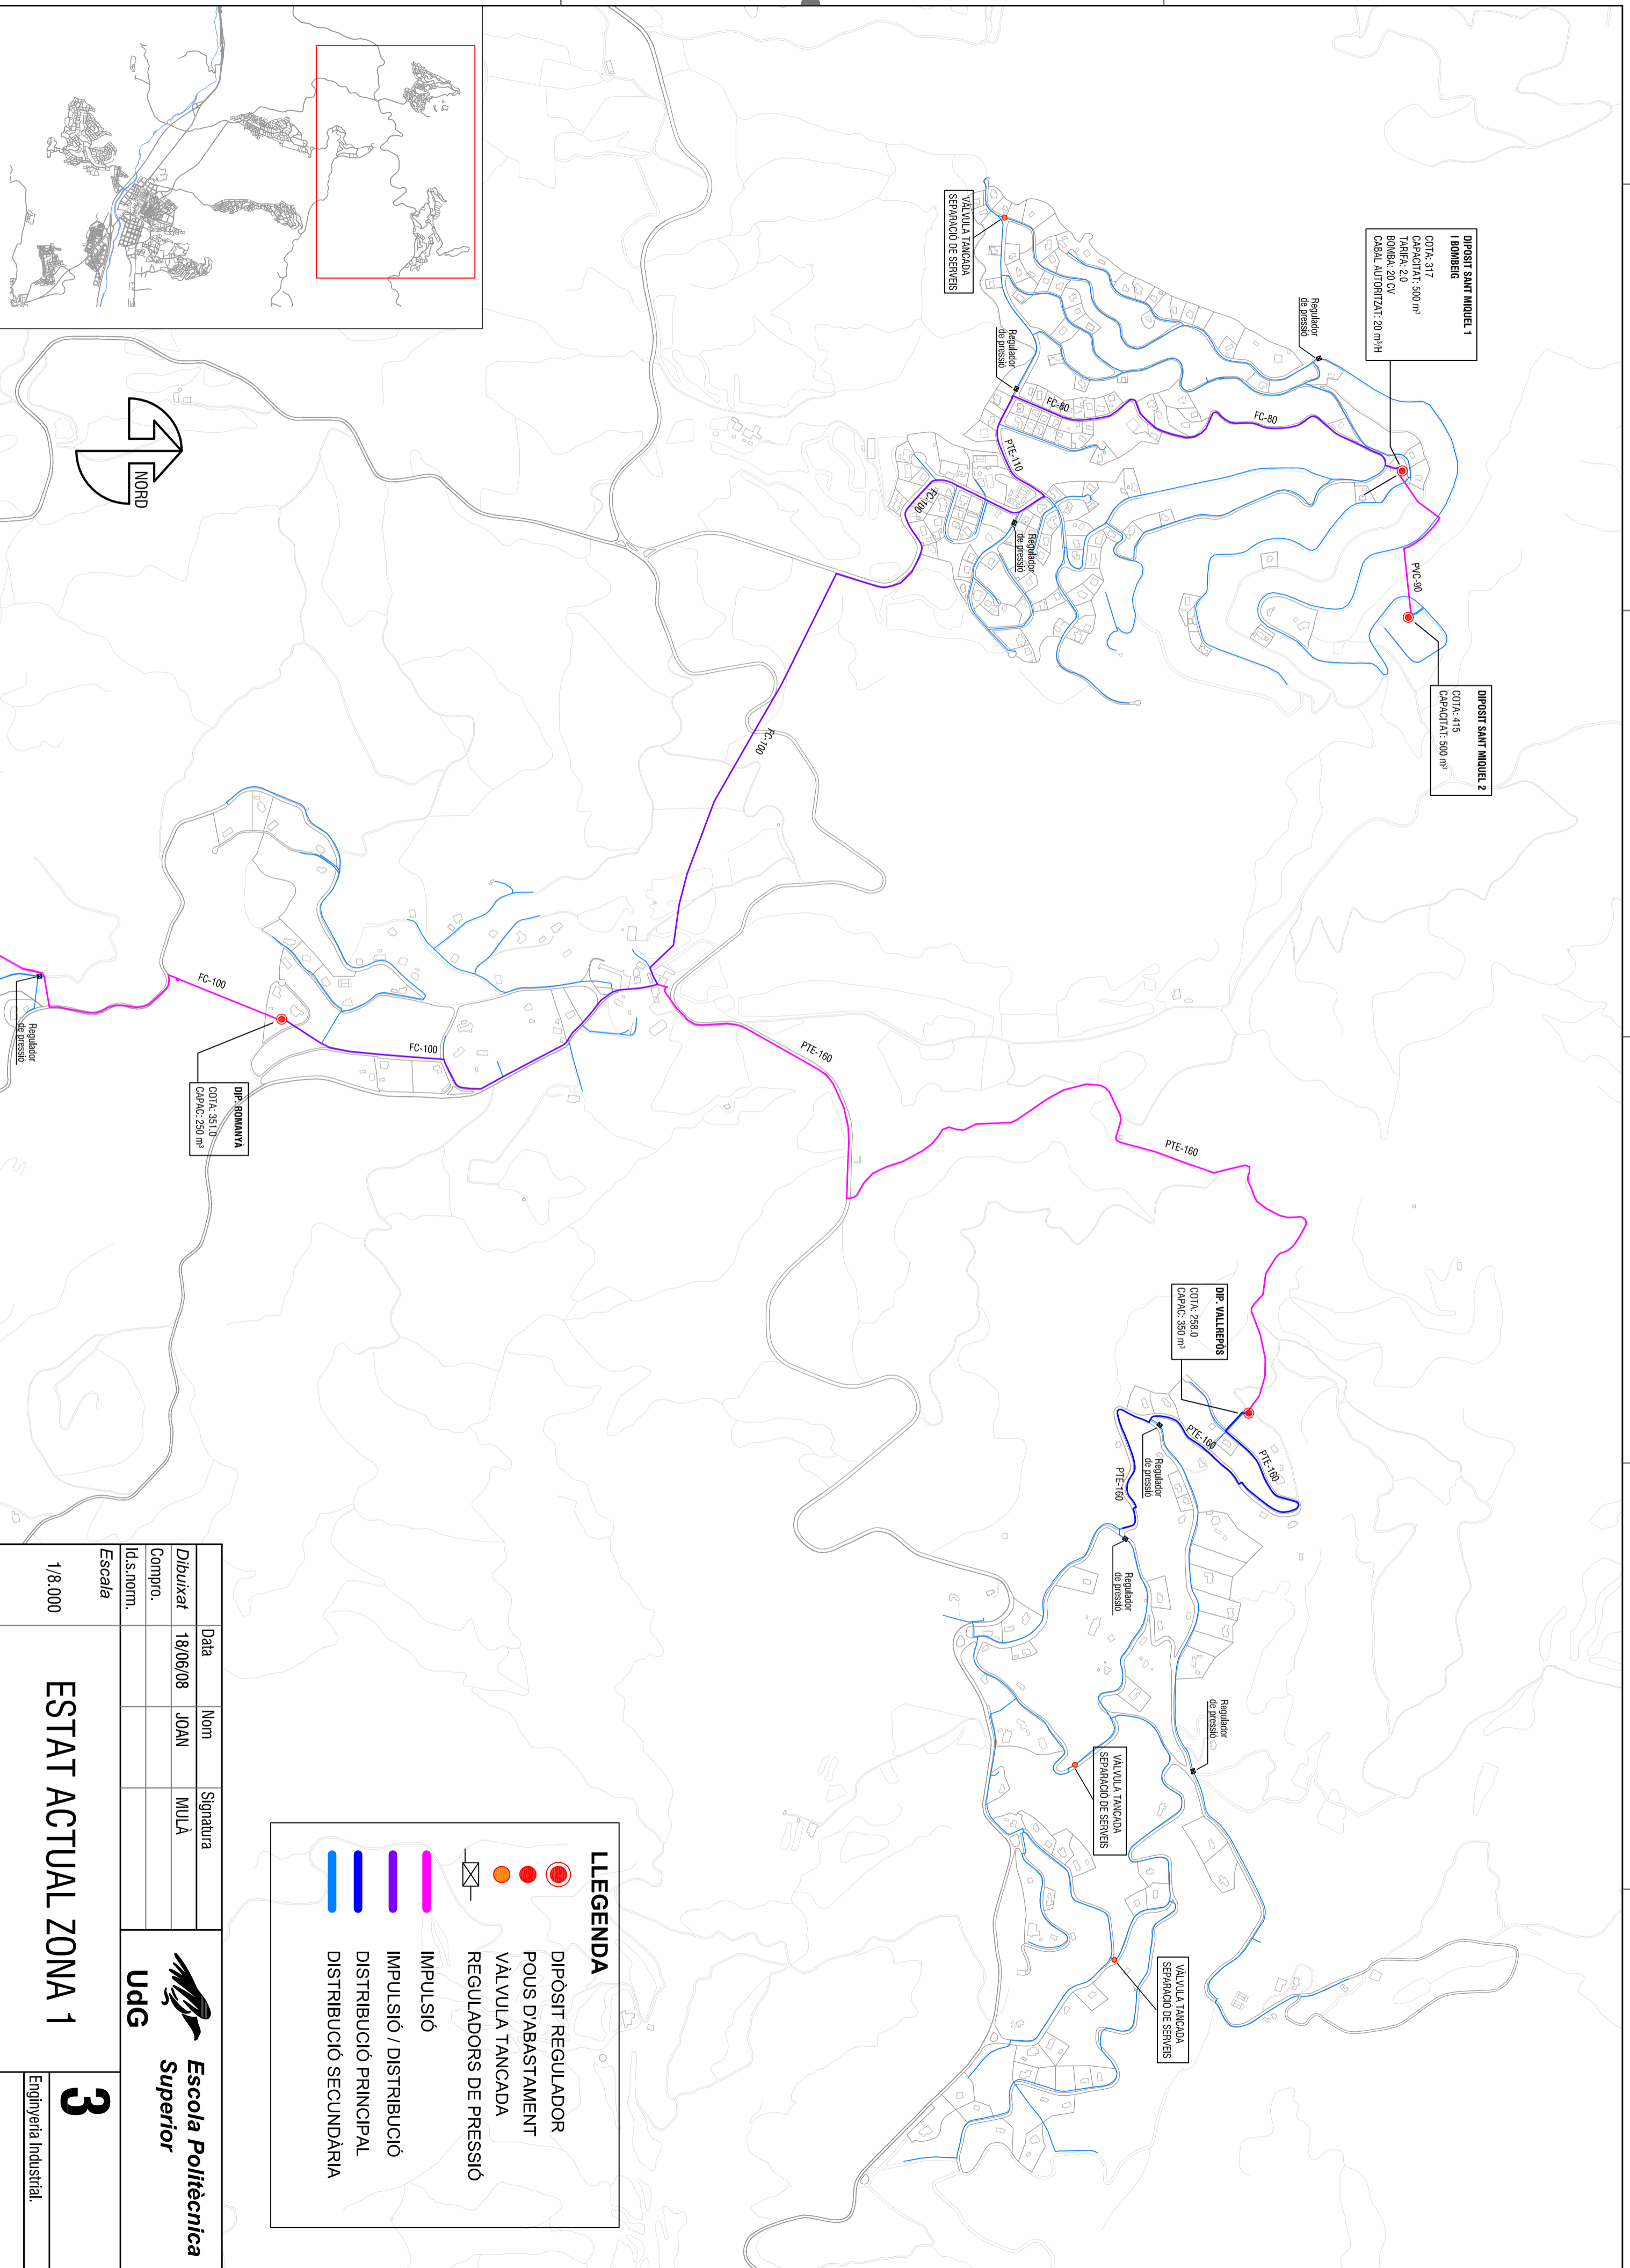 DIPOSIT SANT MIQUEL 1
I BOMBEIG
COTA: 317
CAPACITAT: 500 m³
TARIFA: 2.0
BOMBA: 20 CV
CABAL AUTORITZAT: 20 m³/H
DIPOSIT SANT MIQUEL 2
COTA: 415
CAPACITAT: 500 m³
VÀLVULA TANCADA
SEPARACIÓ DE SERVEIS
Regulador
de pressió
Regulador
de pressió
Regulador
de pressió
FC-80
FC-80
PTE-110
FC-100
PVC-90
FC-100
NORD
FC-100
FC-100
Regulador
de pressió
DIP. ROMANYÀ
COTA: 351.0
CAPAC: 250 m³
PTE-160
PTE-160
DIP. VALLREPÒS
COTA: 258.0
CAPAC: 350 m³
PTE-160
PTE-160
PTE-160
Regulador
de pressió
Regulador
de pressió
Regulador
de pressió
VÀLVULA TANCADA
SEPARACIÓ DE SERVEIS
VÀLVULA TANCADA
SEPARACIÓ DE SERVEIS
LLEGENDA
DIPÒSIT REGULADOR
POUS D'ABASTAMENT
VÀLVULA TANCADA
REGULADORS DE PRESSIÓ
IMPULSIÓ
IMPULSIÓ / DISTRIBUCIÓ
DISTRIBUCIÓ PRINCIPAL
DISTRIBUCIÓ SECUNDÀRIA
Data Nom Signatura
Dibuixat 18/06/08 JOAN MULÀ
Compro.
Id.s.norm.
Escala
1/8.000
ESTAT ACTUAL ZONA 1
UdG
Escola Politècnica
Superior
3
Enginyeria Industrial.